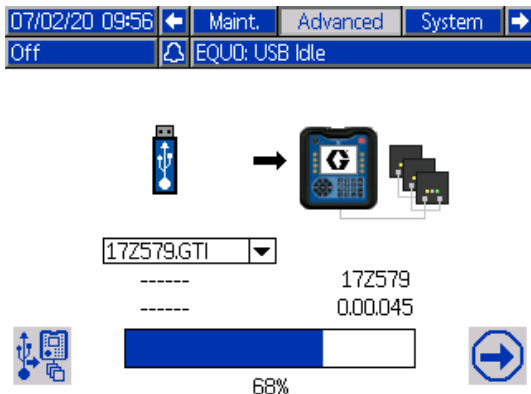 07/02/20 09:56 Maint. Advanced System
Off EQU0: USB Idle
G
17Z579.GTI
------ 17Z579
------ 0.00.045
68%